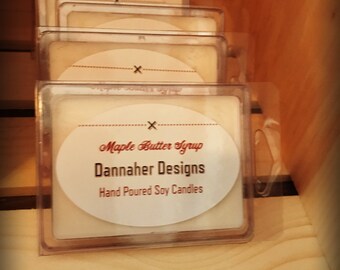 Maple Butter Syrup
Dannaher Designs
Hand Poured Soy Candles